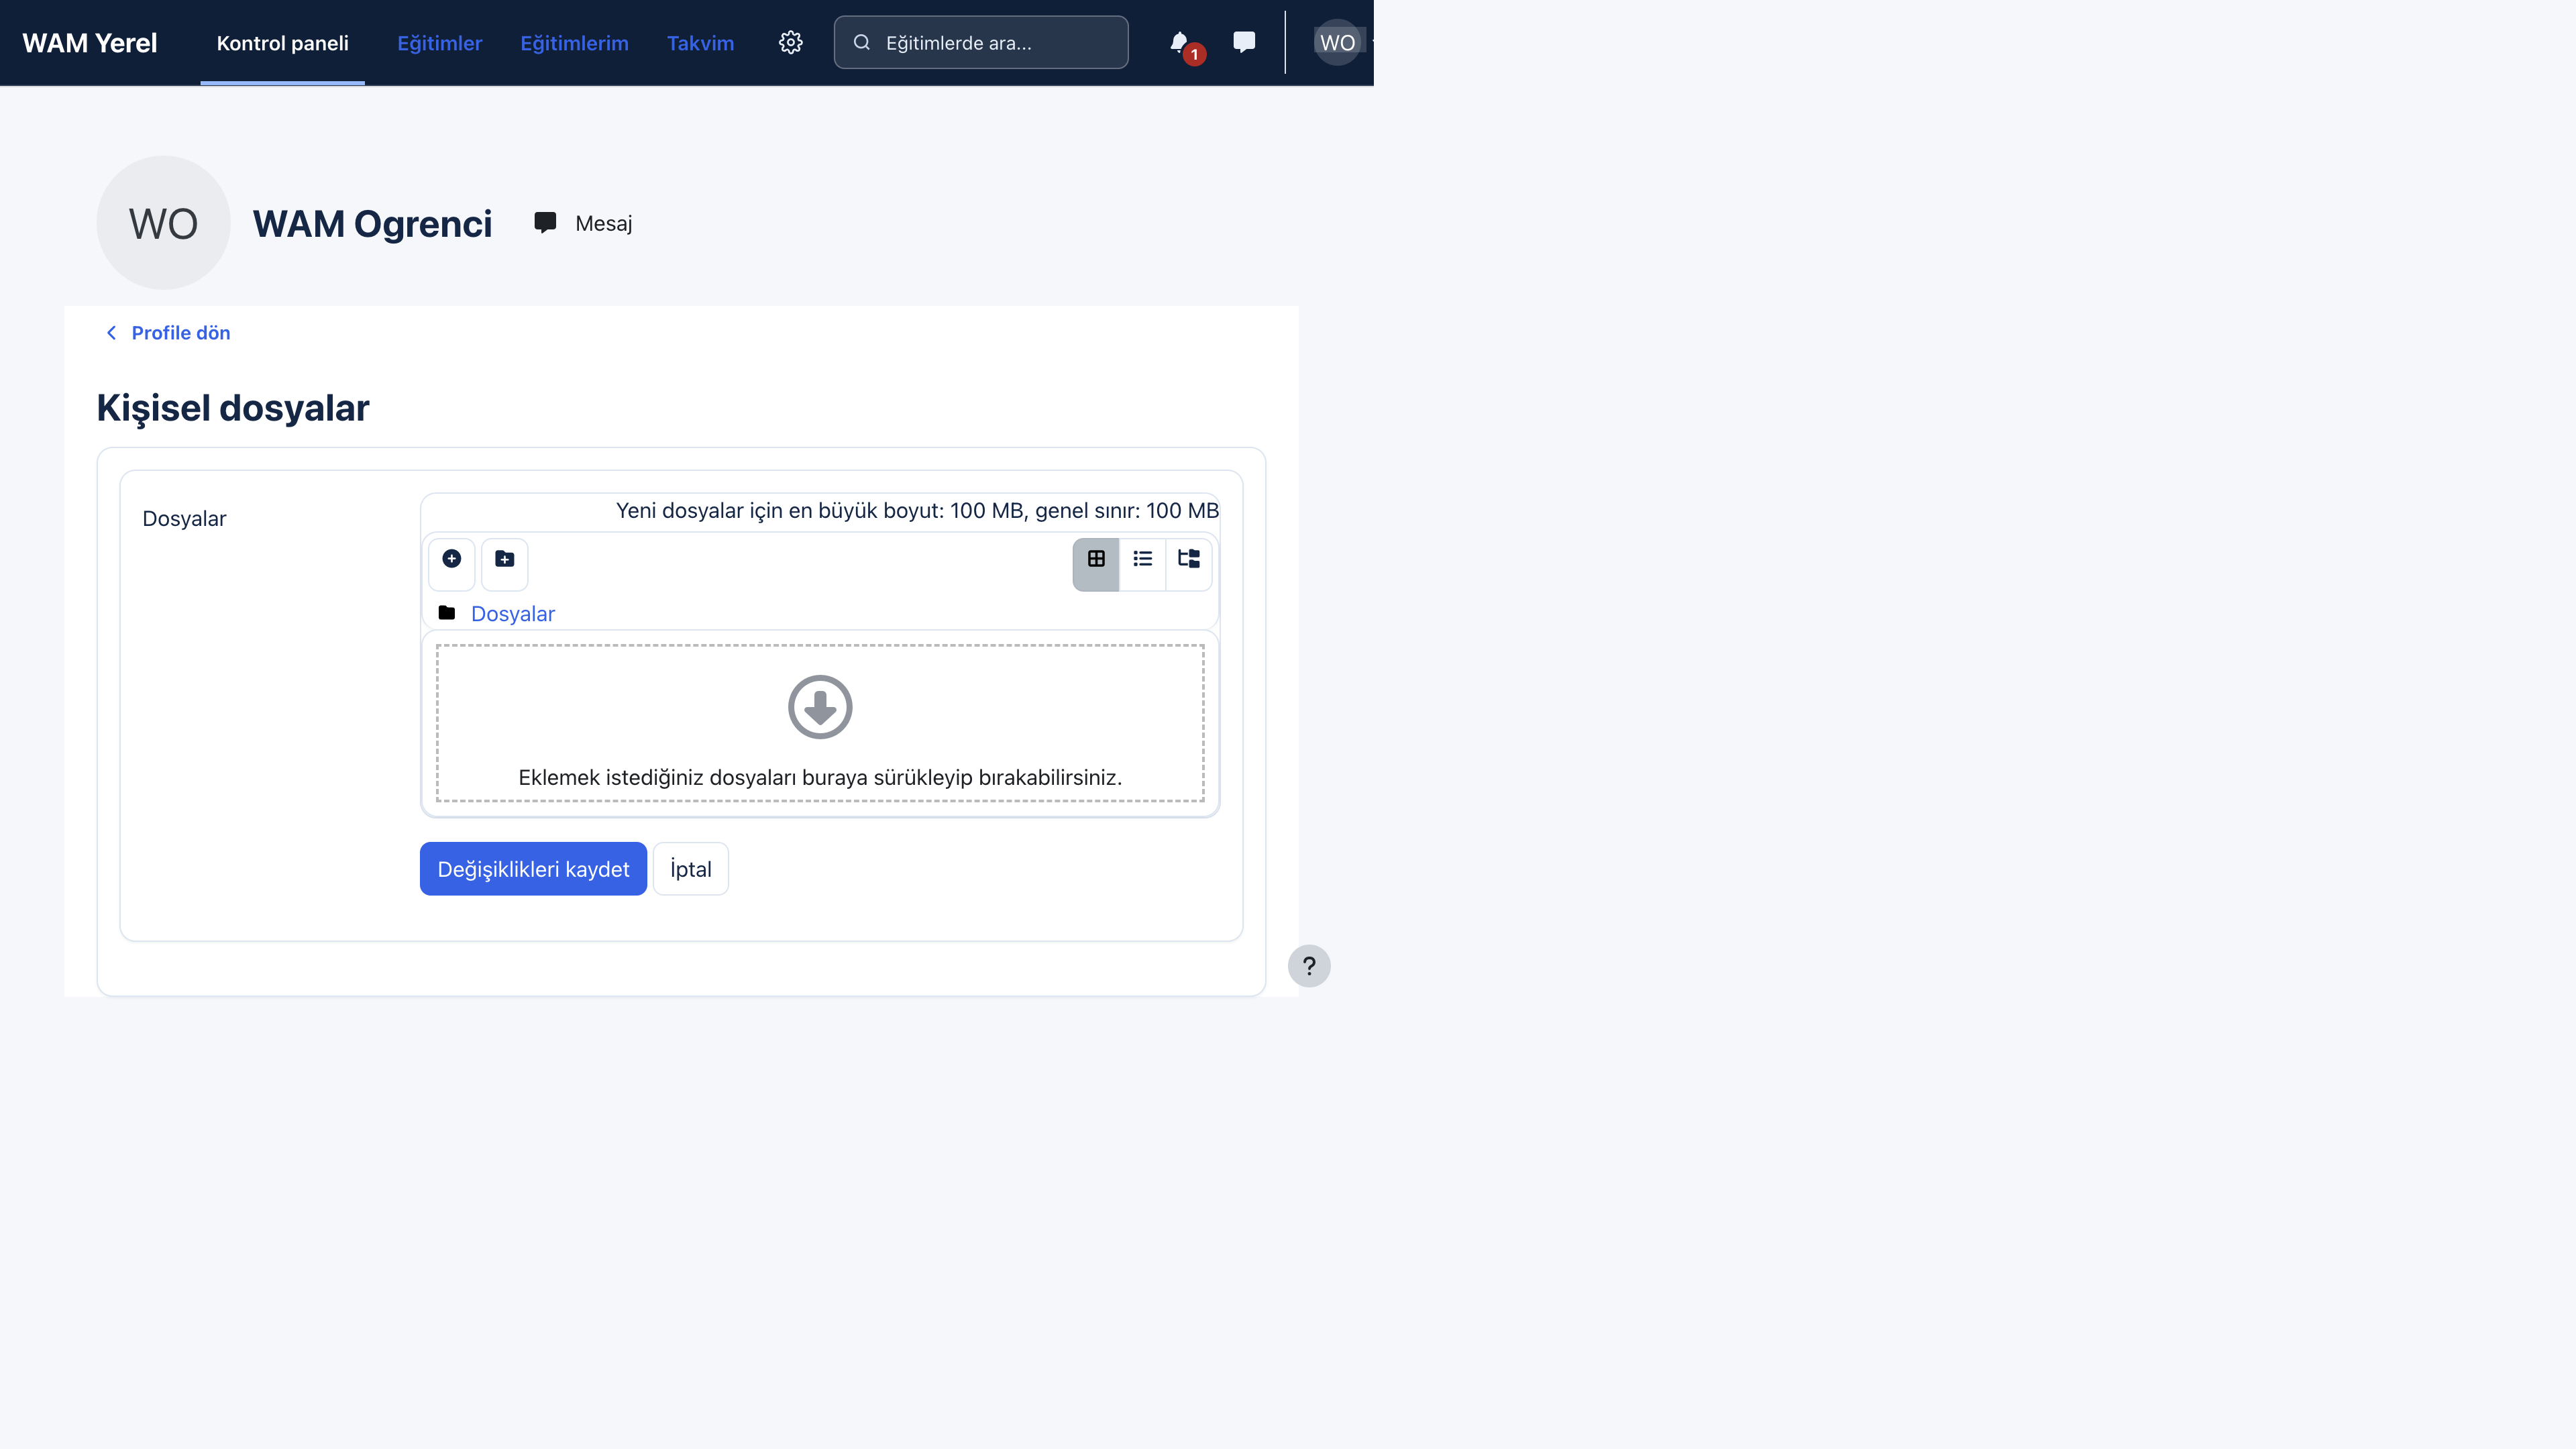 WAM Yerel
Kontrol paneli
Eğitimler
Eğitimlerim
Takvim
Eğitimlerde ara...
1
WO
WO
WAM Ogrenci
Mesaj
Profile dön
Kişisel dosyalar
Dosyalar
Yeni dosyalar için en büyük boyut: 100 MB, genel sınır: 100 MB
Dosyalar
Eklemek istediğiniz dosyaları buraya sürükleyip bırakabilirsiniz.
Değişiklikleri kaydet
İptal
?